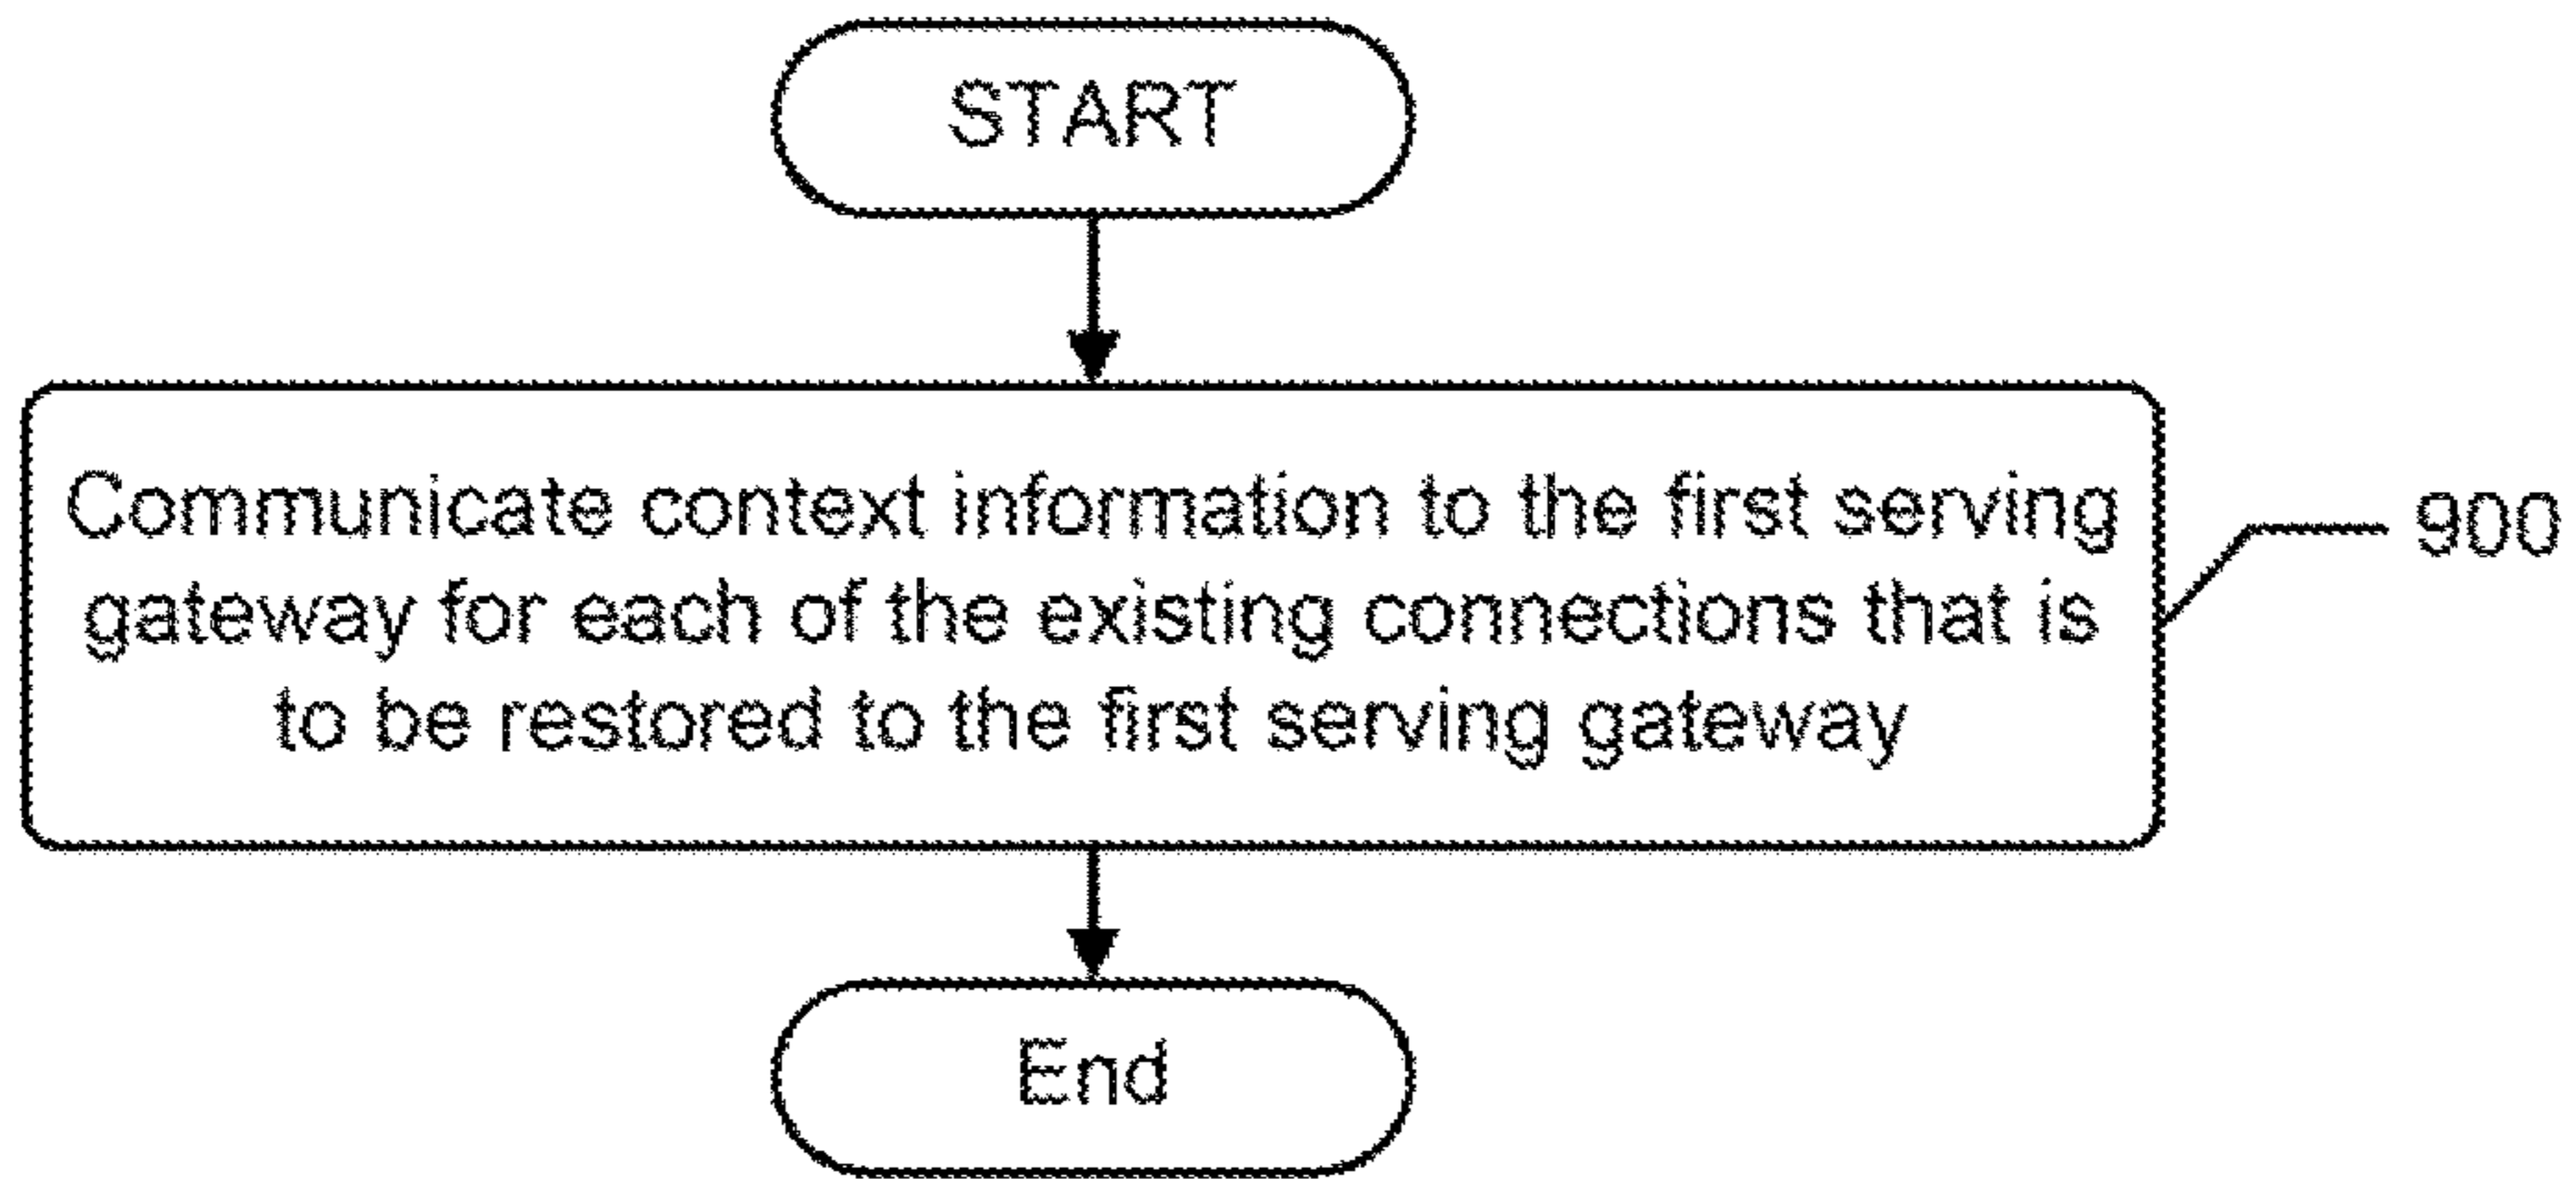 START
Communicate context information to the first serving
gateway for each of the existing connections that is
to be restored to the first serving gateway
900
End